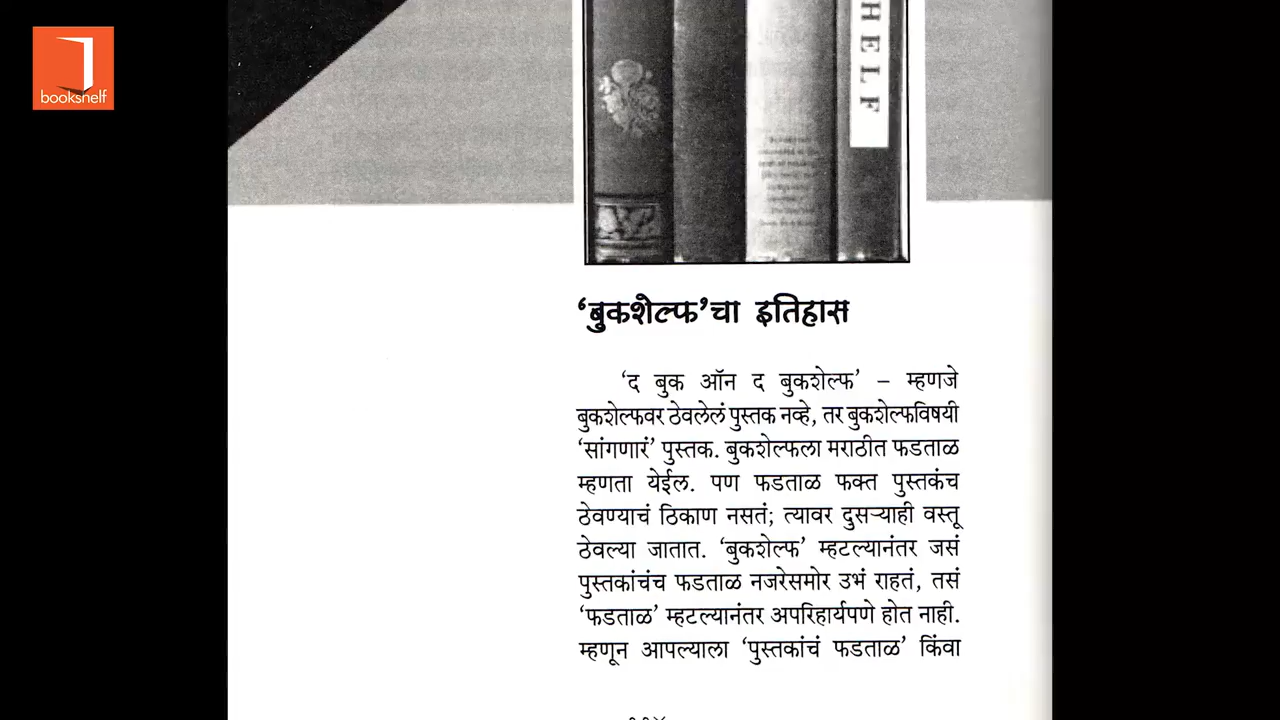 bookshelf
HELF
‘बुकशेल्फ’चा इतिहास
‘द बुक ऑन द बुकशेल्फ’ – म्हणजे
बुकशेल्फवर ठेवलेलं पुस्तक नव्हे, तर बुकशेल्फविषयी
‘सांगणारं’ पुस्तक. बुकशेल्फला मराठीत फडताळ
म्हणता येईल. पण फडताळ फक्त पुस्तकंच
ठेवण्याचं ठिकाण नसतं; त्यावर दुसऱ्याही वस्तू
ठेवल्या जातात. ‘बुकशेल्फ’ म्हटल्यानंतर जसं
पुस्तकांचंच फडताळ नजरेसमोर उभं राहतं, तसं
‘फडताळ’ म्हटल्यानंतर अपरिहार्यपणे होत नाही.
म्हणून आपल्याला ‘पुस्तकांचं फडताळ’ किंवा